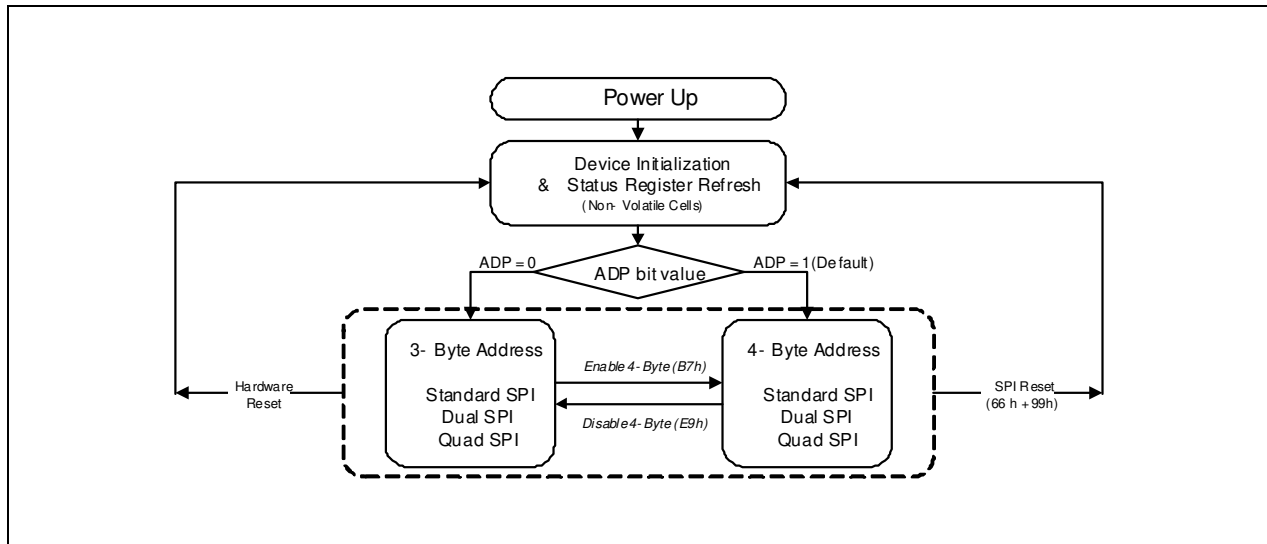 Power Up
Device Initialization
& Status Register Refresh
(Non- Volatile Cells)
ADP = 0
ADP bit value
ADP = 1(Default)
3- Byte Address
Standard SPI
Dual SPI
Quad SPI
Enable 4- Byte (B7h)
Disable 4- Byte (E9h)
4- Byte Address
Standard SPI
Dual SPI
Quad SPI
Hardware
Reset
SPI Reset
(66 h + 99h)